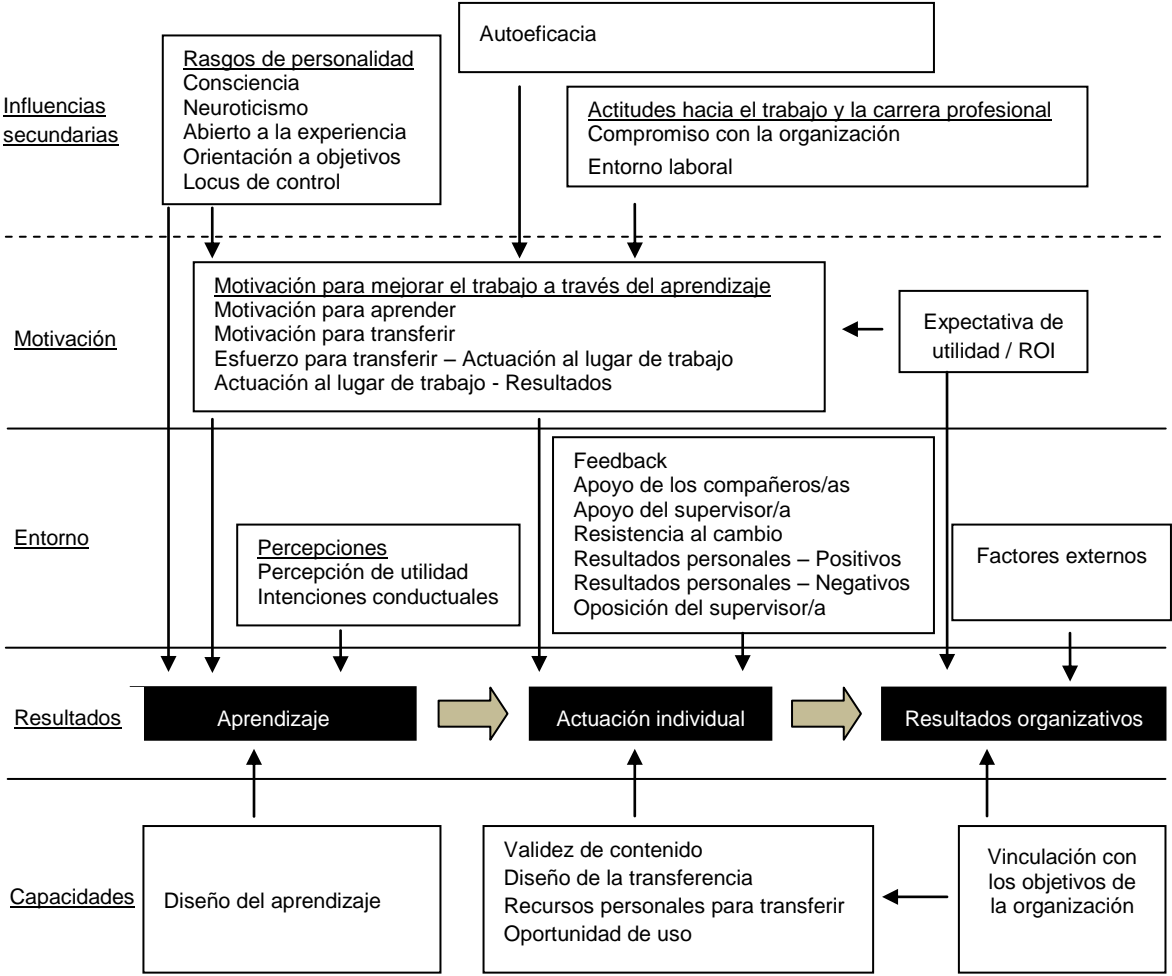 Autoeficacia
Rasgos de personalidad
Consciencia
Neuroticismo
Abierto a la experiencia
Orientación a objetivos
Locus de control
Influencias
secundarias
Actitudes hacia el trabajo y la carrera profesional
Compromiso con la organización
Entorno laboral
Motivación
Motivación para mejorar el trabajo a través del aprendizaje
Motivación para aprender
Motivación para transferir
Esfuerzo para transferir – Actuación al lugar de trabajo
Actuación al lugar de trabajo - Resultados
Expectativa de
utilidad / ROI
Entorno
Percepciones
Percepción de utilidad
Intenciones conductuales
Feedback
Apoyo de los compañeros/as
Apoyo del supervisor/a
Resistencia al cambio
Resultados personales – Positivos
Resultados personales – Negativos
Oposición del supervisor/a
Factores externos
Resultados
Aprendizaje
Actuación individual
Resultados organizativos
Capacidades
Diseño del aprendizaje
Validez de contenido
Diseño de la transferencia
Recursos personales para transferir
Oportunidad de uso
Vinculación con
los objetivos de
la organización